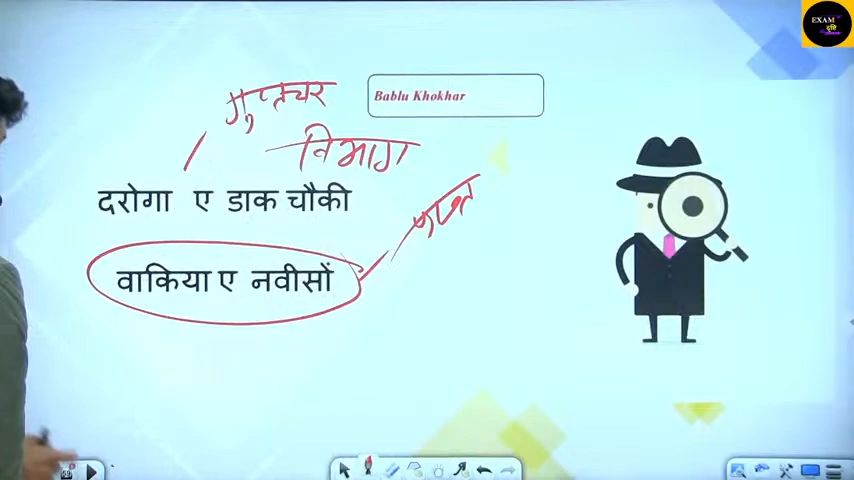 EXAM
दृष्टि
गुप्तचर
Bablu Khokhar
विभाग
दरोगा ए डाक चौकी
वाकिया ए नवीसों